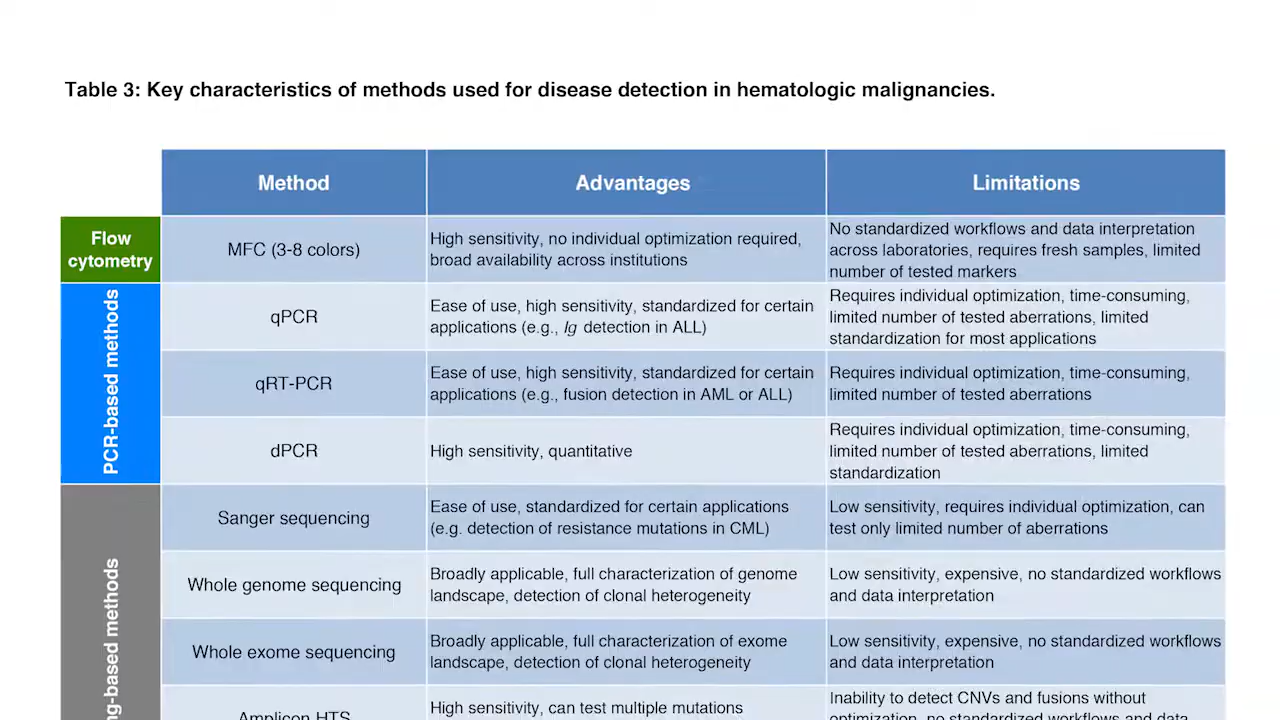 Table 3: Key characteristics of methods used for disease detection in hematologic malignancies.
Method
Advantages
Limitations
Flow
cytometry
MFC (3-8 colors)
High sensitivity, no individual optimization required,
broad availability across institutions
No standardized workflows and data interpretation
across laboratories, requires fresh samples, limited
number of tested markers
PCR-based methods
qPCR
Ease of use, high sensitivity, standardized for certain
applications (e.g., Ig detection in ALL)
Requires individual optimization, time-consuming,
limited number of tested aberrations, limited
standardization for most applications
qRT-PCR
Ease of use, high sensitivity, standardized for certain
applications (e.g., fusion detection in AML or ALL)
Requires individual optimization, time-consuming,
limited number of tested aberrations
dPCR
High sensitivity, quantitative
Requires individual optimization, time-consuming,
limited number of tested aberrations, limited
standardization
ng-based methods
Sanger sequencing
Ease of use, standardized for certain applications
(e.g. detection of resistance mutations in CML)
Low sensitivity, requires individual optimization, can
test only limited number of aberrations
Whole genome sequencing
Broadly applicable, full characterization of genome
landscape, detection of clonal heterogeneity
Low sensitivity, expensive, no standardized workflows
and data interpretation
Whole exome sequencing
Broadly applicable, full characterization of exome
landscape, detection of clonal heterogeneity
Low sensitivity, expensive, no standardized workflows
and data interpretation
Amplicon HTS
High sensitivity, can test multiple mutations
Inability to detect CNVs and fusions without
optimization, no standardized workflows and data